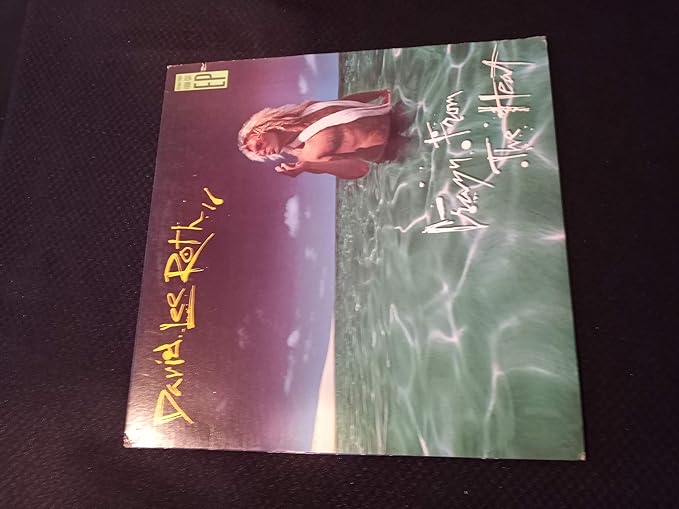 EP
David Lee Roth
Crazy From
The Heat